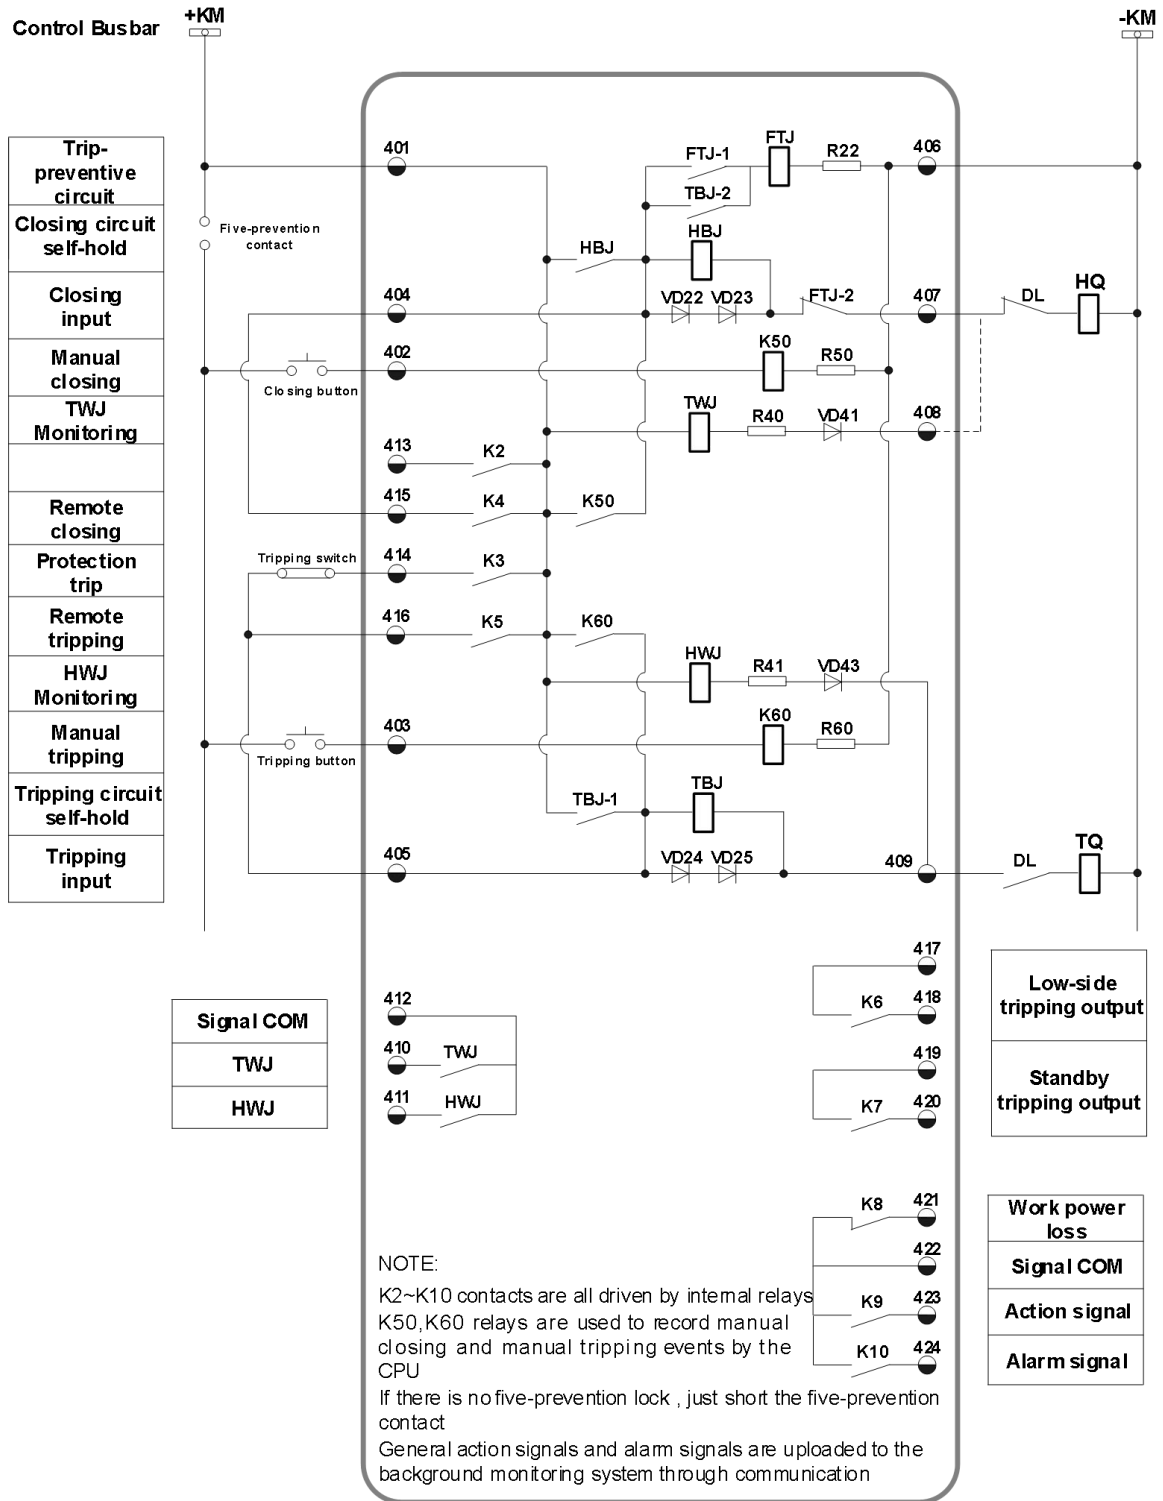 Control Busbar
+KM
-KM
Trip-
preventive
circuit
Closing circuit
self-hold
Closing
input
Manual
closing
TWJ
Monitoring
Remote
closing
Protection
trip
Remote
tripping
HWJ
Monitoring
Manual
tripping
Tripping circuit
self-hold
Tripping
input
Five-prevention
contact
Closing button
Tripping switch
Tripping button
401
FTJ-1
FTJ
R22
406
TBJ-2
HBJ
HBJ
404
VD22
VD23
FTJ-2
407
DL
HQ
402
K50
R50
TWJ
R40
VD41
408
413
K2
415
K4
K50
414
K3
416
K5
K60
HWJ
R41
VD43
403
K60
R60
TBJ-1
TBJ
405
VD24
VD25
409
DL
TQ
417
K6
418
419
K7
420
Low-side
tripping output
Standby
tripping output
Signal COM
TWJ
HWJ
412
410
TWJ
411
HWJ
K8
421
422
K9
423
K10
424
Work power
loss
Signal COM
Action signal
Alarm signal
NOTE:
K2~K10 contacts are all driven by internal relays
K50,K60 relays are used to record manual
closing and manual tripping events by the
CPU
If there is no five-prevention lock , just short the five-prevention
contact
General action signals and alarm signals are uploaded to the
background monitoring system through communication